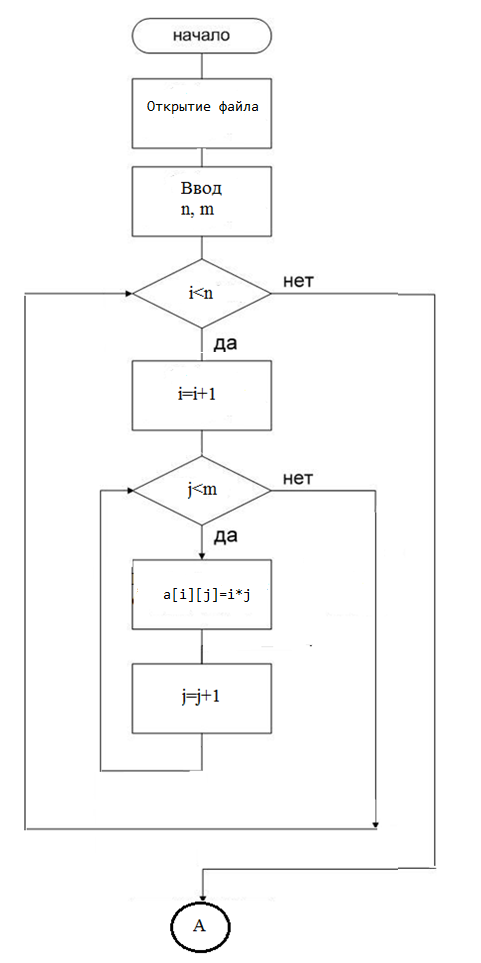 начало
Открытие файла
Ввод
n, m
i<n
нет
да
i=i+1
j<m
нет
да
a[i][j]=i*j
j=j+1
A